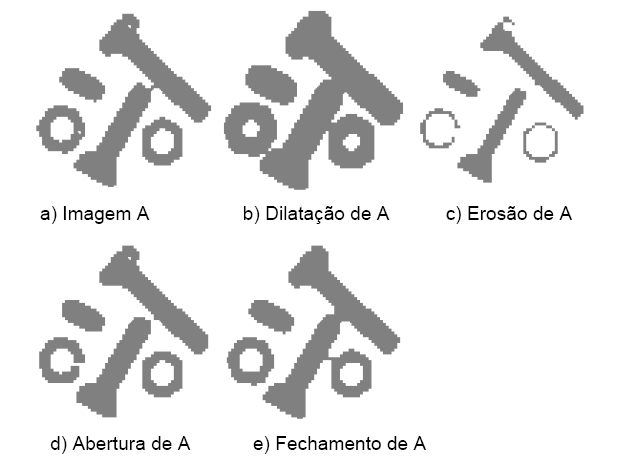 a) Imagem A
b) Dilatação de A
c) Erosão de A
d) Abertura de A
e) Fechamento de A